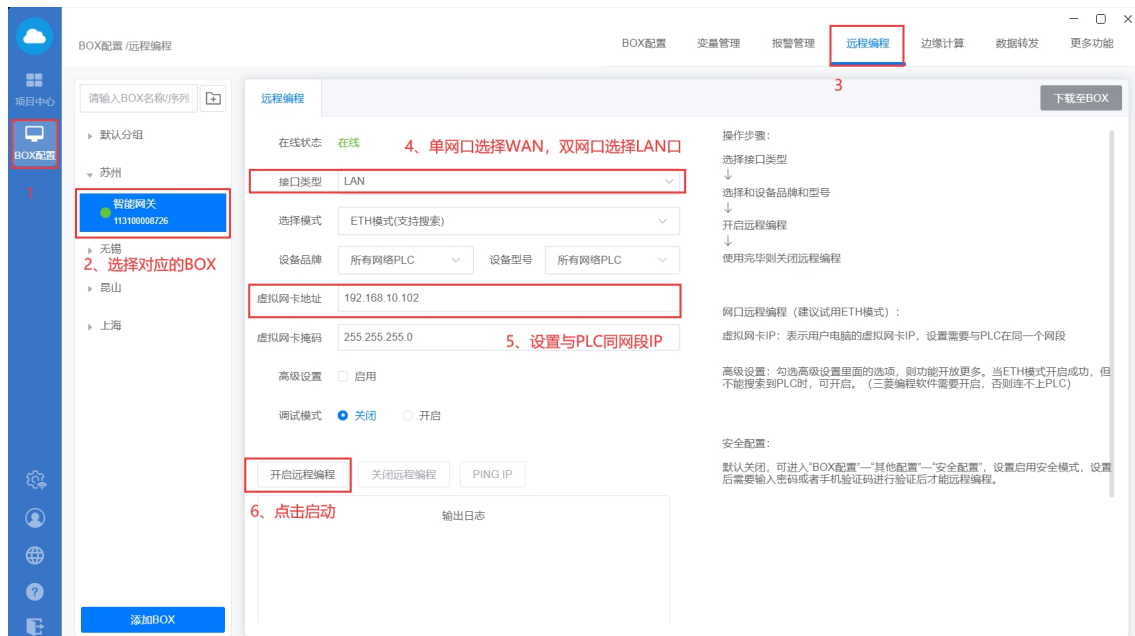 BOX配置 /远程编程
BOX配置
变量管理
报警管理
远程编程
边缘计算
数据转发
更多功能
3
项目中心
BOX配置
1
请输入BOX名称/序列
默认分组
苏州
智能网关
113100008726
无锡
2、选择对应的BOX
昆山
上海
添加BOX
远程编程
下载至BOX
在线状态 在线
4、单网口选择WAN，双网口选择LAN口
接口类型 LAN
选择模式 ETH模式(支持搜索)
设备品牌 所有网络PLC 设备型号 所有网络PLC
虚拟网卡地址 192.168.10.102
虚拟网卡掩码 255.255.255.0
5、设置与PLC同网段IP
高级设置 启用
调试模式 关闭 开启
开启远程编程 关闭远程编程 PING IP
6、点击启动
输出日志
操作步骤：
选择接口类型
↓
选择和设备品牌和型号
↓
开启远程编程
↓
使用完毕则关闭远程编程
网口远程编程（建议试用ETH模式）：
虚拟网卡IP：表示用户电脑的虚拟网卡IP，设置需要与PLC在同一个网段
高级设置：勾选高级设置里面的选项，则功能开放更多。当ETH模式开启成功，但
不能搜索到PLC时，可开启。（三菱编程软件需要开启，否则连不上PLC）
安全配置：
默认关闭，可进入“BOX配置”—“其他配置”—“安全配置”，设置启用安全模式，设置
后需要输入密码或者手机验证码进行验证后才能远程编程。